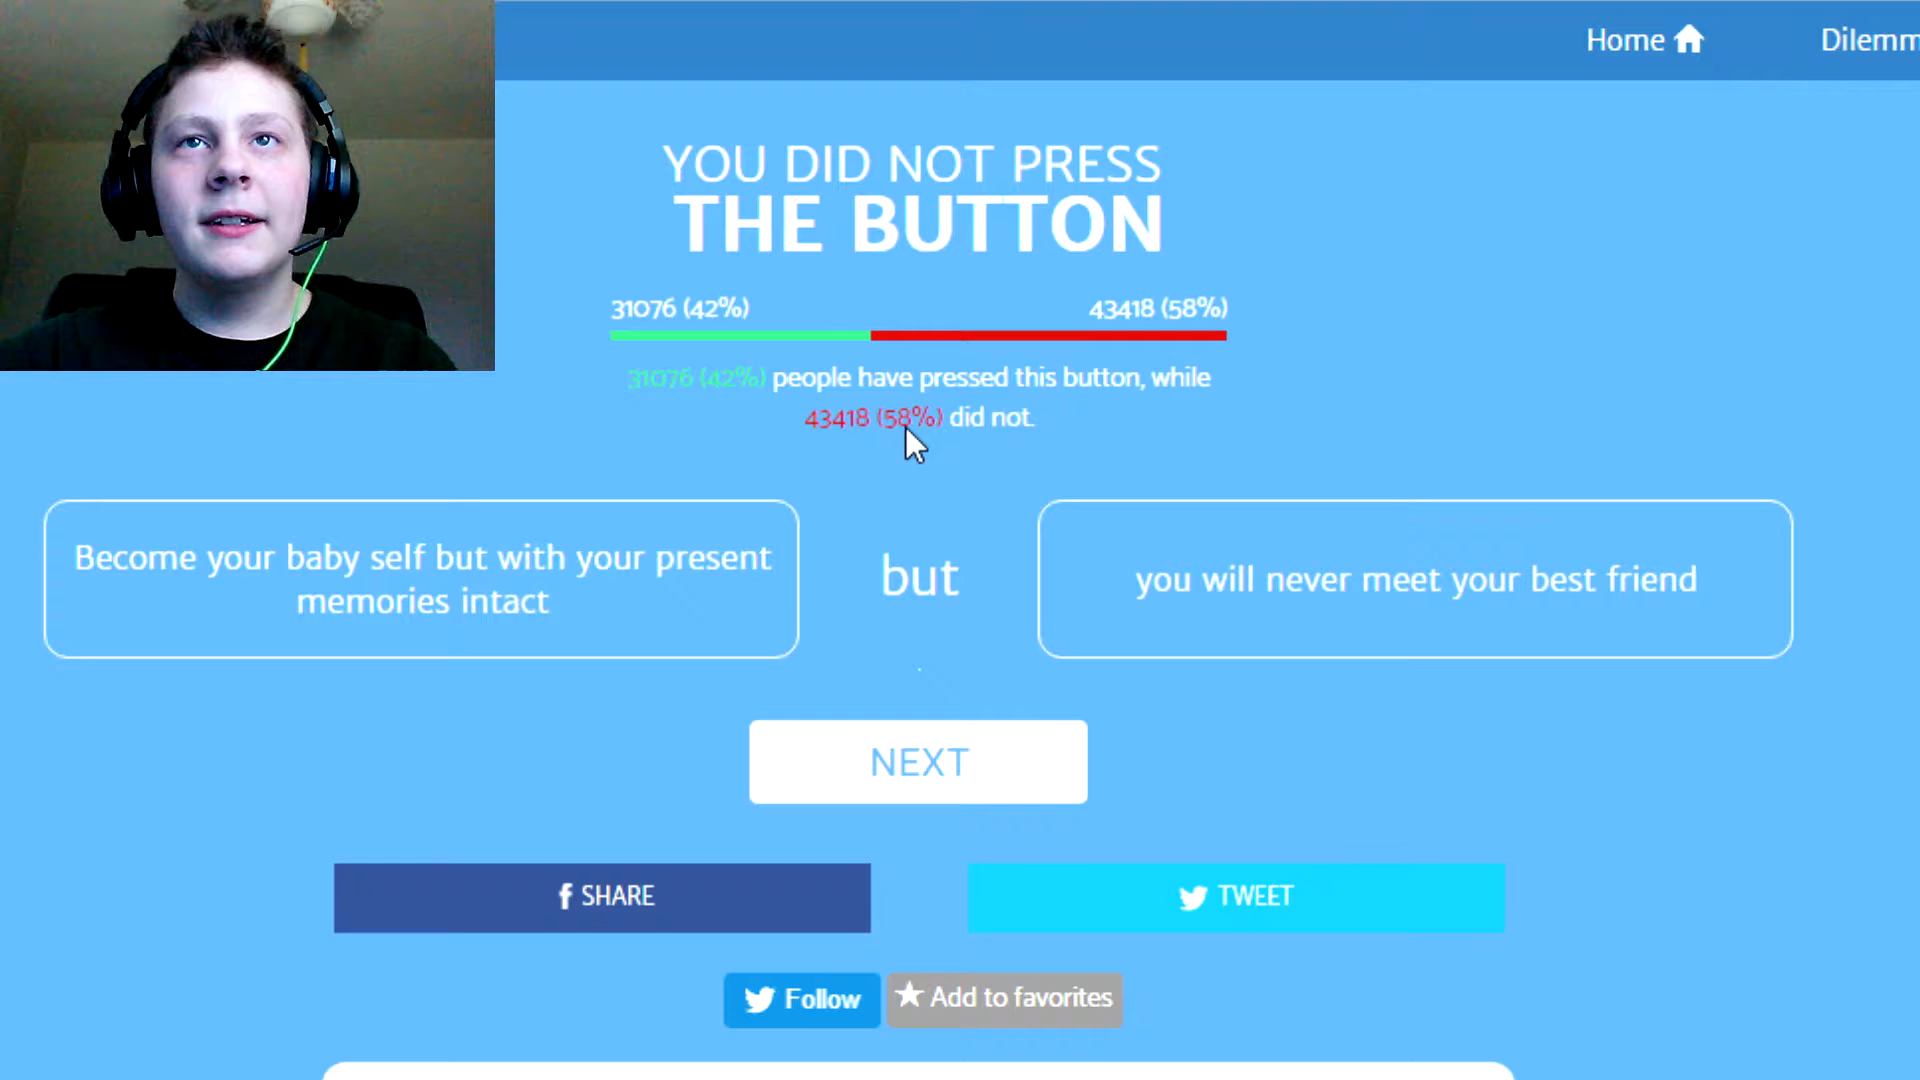 Home
Dilemm
YOU DID NOT PRESS
THE BUTTON
31076 (42%)
43418 (58%)
31076 (42%) people have pressed this button, while
43418 (58%) did not.
Become your baby self but with your present
memories intact
but
you will never meet your best friend
NEXT
SHARE
TWEET
Follow
Add to favorites